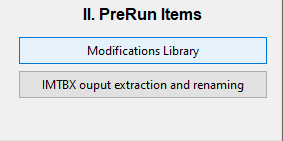 II. PreRun Items
Modifications Library
IMTBX ouput extraction and renaming